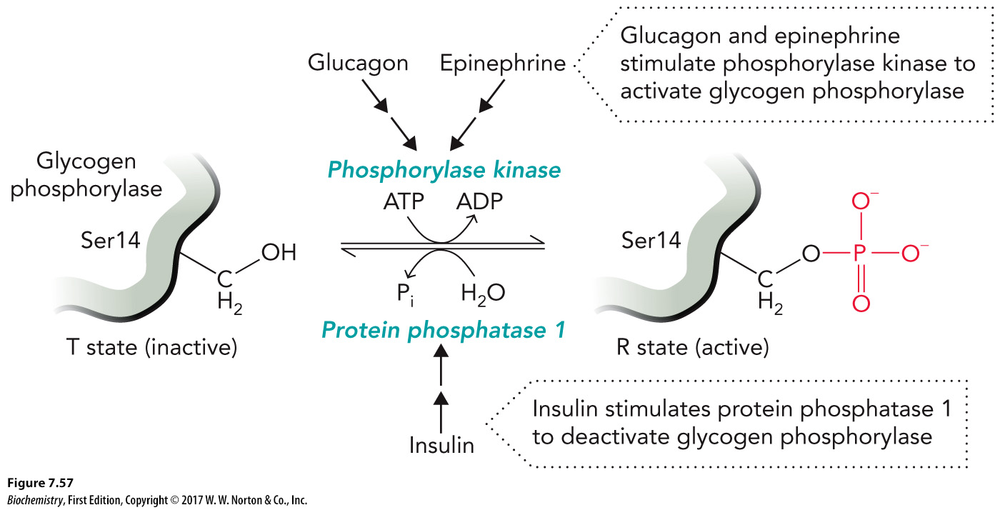 Glucagon and epinephrine
stimulate phosphorylase kinase to
activate glycogen phosphorylase
Glucagon Epinephrine
Glycogen
phosphorylase
Phosphorylase kinase
ATP ADP
Ser14
OH
C
H2
Pi H2O
Ser14
O
C
H2
O−
P
O−
O
Protein phosphatase 1
T state (inactive)
R state (active)
Insulin
Insulin stimulates protein phosphatase 1
to deactivate glycogen phosphorylase
Figure 7.57
Biochemistry, First Edition, Copyright © 2017 W. W. Norton & Co., Inc.